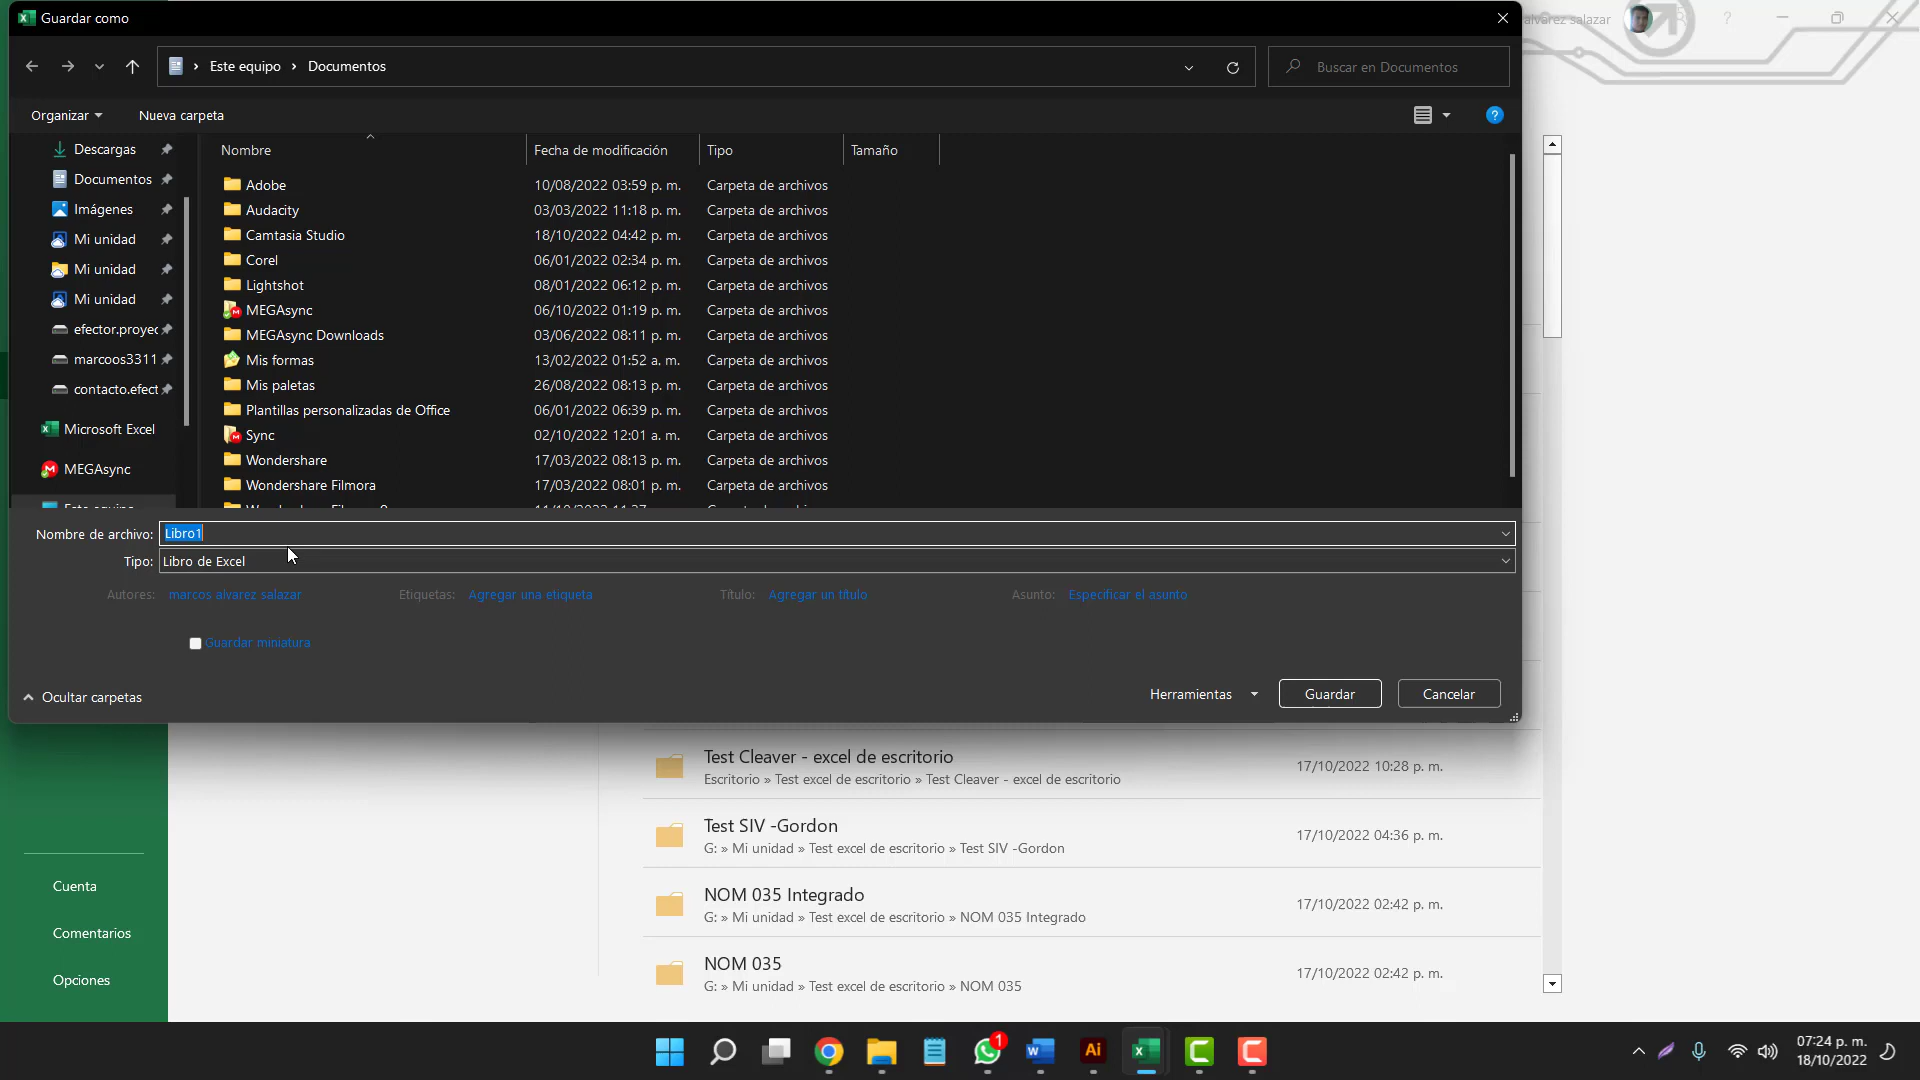 Guardar como
alvarez salazar
Este equipo > Documentos
Buscar en Documentos
Organizar
Nueva carpeta
Descargas
Documentos
Imágenes
Mi unidad
Mi unidad
Mi unidad
efector.proyec
marcoos3311
contacto.efect
Microsoft Excel
MEGAsync
Nombre Fecha de modificación Tipo Tamaño
Adobe 10/08/2022 03:59 p. m. Carpeta de archivos
Audacity 03/03/2022 11:18 p. m. Carpeta de archivos
Camtasia Studio 18/10/2022 04:42 p. m. Carpeta de archivos
Corel 06/01/2022 02:34 p. m. Carpeta de archivos
Lightshot 08/01/2022 06:12 p. m. Carpeta de archivos
MEGAsync 06/10/2022 01:19 p. m. Carpeta de archivos
MEGAsync Downloads 03/06/2022 08:11 p. m. Carpeta de archivos
Mis formas 13/02/2022 01:52 a. m. Carpeta de archivos
Mis paletas 26/08/2022 08:13 p. m. Carpeta de archivos
Plantillas personalizadas de Office 06/01/2022 06:39 p. m. Carpeta de archivos
Sync 02/10/2022 12:01 a. m. Carpeta de archivos
Wondershare 17/03/2022 08:13 p. m. Carpeta de archivos
Wondershare Filmora 17/03/2022 08:01 p. m. Carpeta de archivos
Nombre de archivo: Libro1
Tipo: Libro de Excel
Autores: marcos alvarez salazar Etiquetas: Agregar una etiqueta Título: Agregar un título Asunto: Especificar el asunto
Guardar miniatura
Ocultar carpetas
Herramientas
Guardar
Cancelar
Test Cleaver - excel de escritorio
Escritorio » Test excel de escritorio » Test Cleaver - excel de escritorio
17/10/2022 10:28 p. m.
Test SIV -Gordon
G: » Mi unidad » Test excel de escritorio » Test SIV -Gordon
17/10/2022 04:36 p. m.
NOM 035 Integrado
G: » Mi unidad » Test excel de escritorio » NOM 035 Integrado
17/10/2022 02:42 p. m.
NOM 035
G: » Mi unidad » Test excel de escritorio » NOM 035
17/10/2022 02:42 p. m.
Cuenta
Comentarios
Opciones
1
Ai
07:24 p. m.
18/10/2022